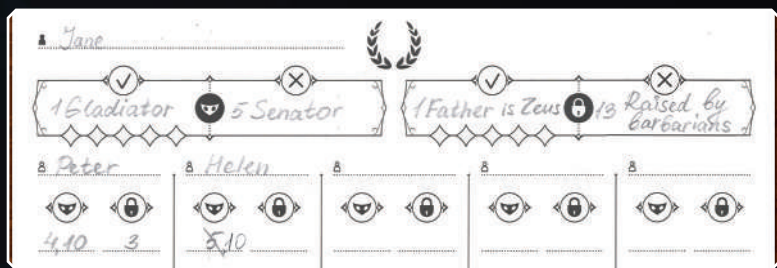 Jane
1 Gladiator 5 Senator 1 Father is Zeus 13 Raised by
barbarians
Peter Helen
4,10 3 5,10